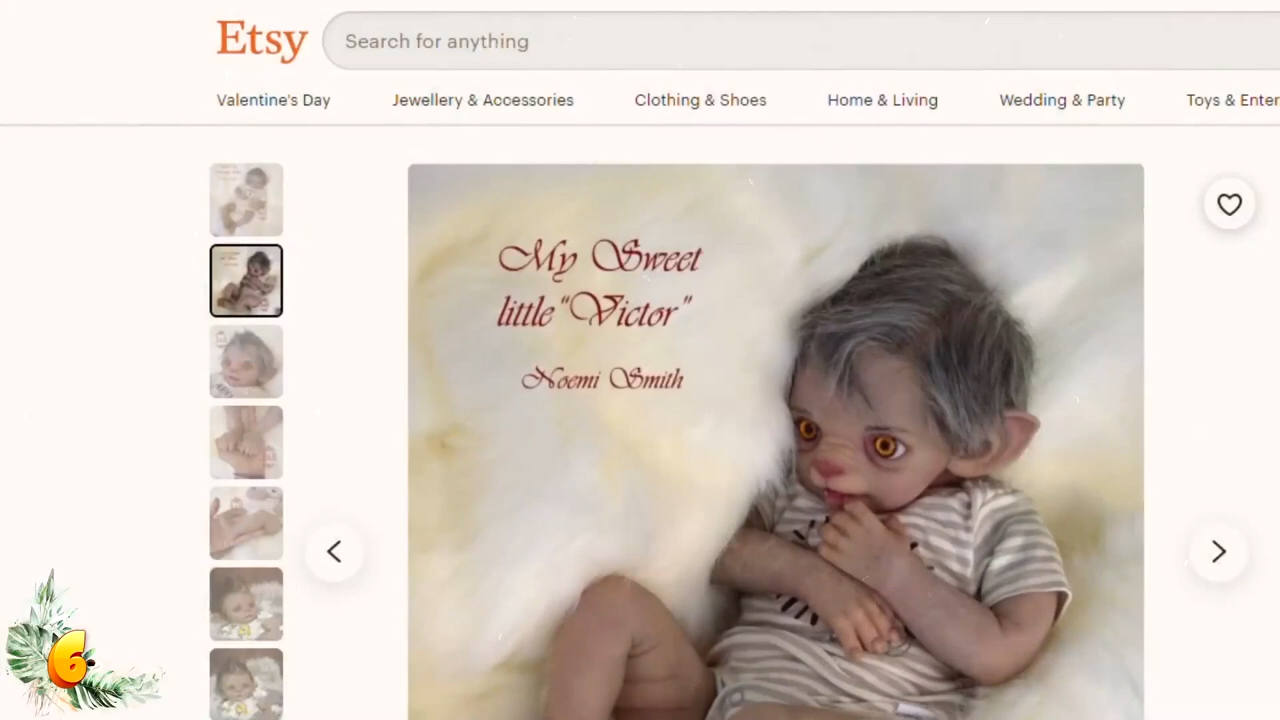 Etsy
Search for anything
Valentine's Day Jewellery & Accessories Clothing & Shoes Home & Living Wedding & Party Toys & Enter
My Sweet
little "Victor"
Noemi Smith
6